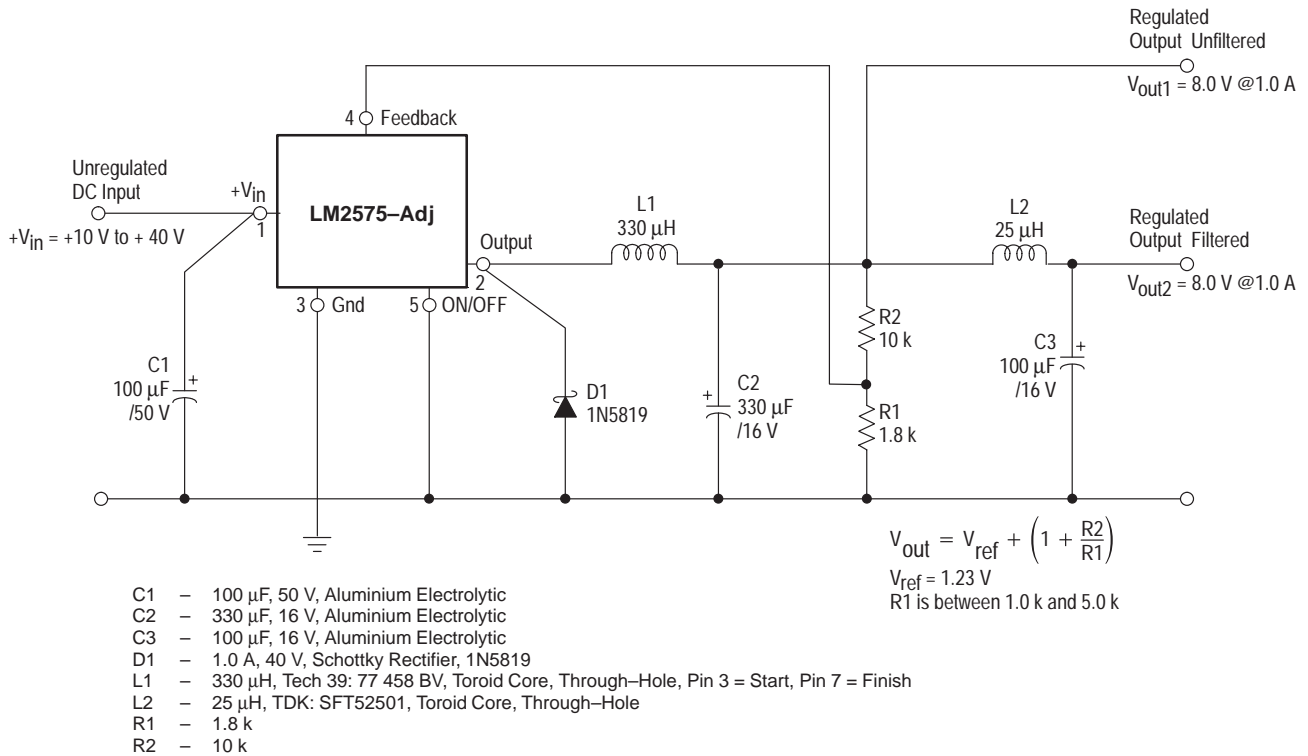 Regulated
Output Unfiltered
Vout1 = 8.0 V @1.0 A
4 Feedback
Unregulated
DC Input
+Vin
1
LM2575–Adj
+Vin = +10 V to + 40 V
Output
2
L1
330 μH
L2
25 μH
Regulated
Output Filtered
Vout2 = 8.0 V @1.0 A
3 Gnd
5 ON/OFF
C1
100 μF
/50 V
+
D1
1N5819
+
C2
330 μF
/16 V
R2
10 k
R1
1.8 k
C3
100 μF
/16 V
+
Vout = Vref + (1 + R2/R1)
Vref = 1.23 V
R1 is between 1.0 k and 5.0 k
C1 – 100 μF, 50 V, Aluminium Electrolytic
C2 – 330 μF, 16 V, Aluminium Electrolytic
C3 – 100 μF, 16 V, Aluminium Electrolytic
D1 – 1.0 A, 40 V, Schottky Rectifier, 1N5819
L1 – 330 μH, Tech 39: 77 458 BV, Toroid Core, Through–Hole, Pin 3 = Start, Pin 7 = Finish
L2 – 25 μH, TDK: SFT52501, Toroid Core, Through–Hole
R1 – 1.8 k
R2 – 10 k